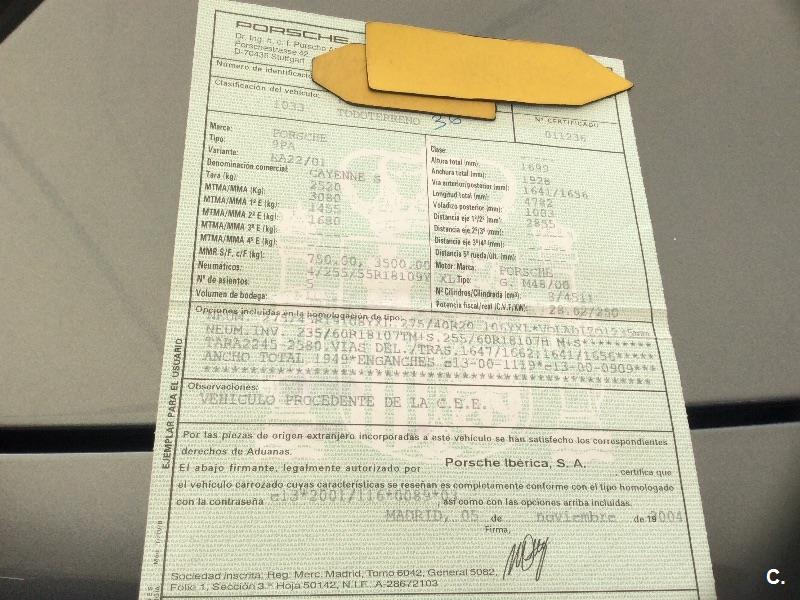 PORSCHE
Dr. Ing. h. c. f. Porsche
Porschestrasse 42
D-70435 Stuttgart
Número de identificació
Clasificación del vehículo:
1033 TODOTERRENO 36
Nº CERTIFICADO
011236
Marca: PORSCHE
Tipo: 9PA
Variante: KA22/01
Denominación comercial: CAYENNE S
Tara (kg): 2520
MTMA/MMA (Kg): 3080
MTMA/MMA 1º E (kg): 1455
MTMA/MMA 2º E (kg): 1680
MTMA/MMA 3º E (kg):
MTMA/MMA 4º E (kg):
MMR S/F, c/F (kg): 750.00, 3500.00
Neumáticos: 4/255/55R18109Y XL
Nº de asientos: 5
Volumen de bodega:
Clase:
Altura total (mm): 1699
Anchura total (mm): 1928
Vía anterior/posterior (mm): 1641/1656
Longitud total (mm): 4782
Voladizo posterior (mm): 1003
Distancia eje 1º/2º (mm): 2855
Distancia eje 2º/3º (mm):
Distancia eje 3º/4º (mm):
Distancia 5ª rueda/últ. (mm):
Motor: Marca: PORSCHE
Tipo: G. M48/00
Nº Cilindros/Cilindrada (cm³): 8/4511
Potencia fiscal/real (C.V.F/KW): 28.62/250
Opciones incluidas en la homologación de tipo:
NEUM. INV. 235/60R18107TM+S.255/60R18107H M+S********
TARA2245-2580.VIAS DEL./TRAS.1647/1662;1641/1656*****
ANCHO TOTAL 1949*ENGANCHES e13-00-1119*e13-00-0909***
Observaciones:
VEHICULO PROCEDENTE DE LA C.E.E.
Por las piezas de origen extranjero incorporadas a este vehículo se han satisfecho los correspondientes
derechos de Aduanas.
El abajo firmante, legalmente autorizado por Porsche Ibérica, S. A. , certifica que
el vehículo carrozado cuyas características se reseñan es completamente conforme con el tipo homologado
con la contraseña e13*2001/116*0089*0 , así como con las opciones arriba incluidas.
MADRID, 05 de noviembre de 19 2004
Firma,
Sociedad inscrita: Reg. Merc. Madrid, Tomo 6042, General 5082,
Folio 1, Sección 3.ª Hoja 50142, N.I.F. A-28672103
EJEMPLAR PARA EL USUARIO
C.